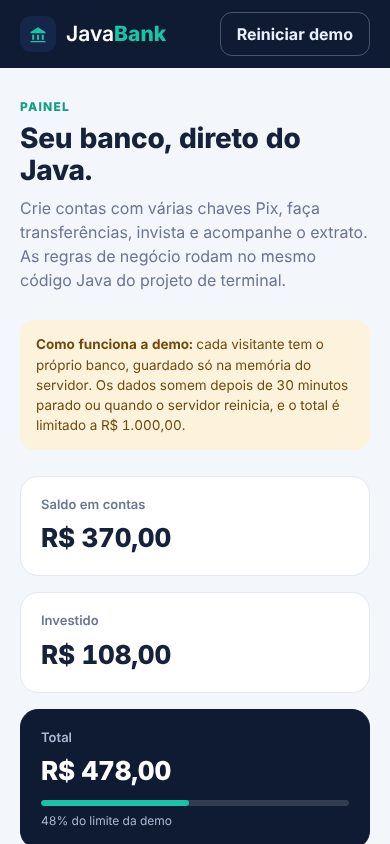 JavaBank
Reiniciar demo
PAINEL
Seu banco, direto do
Java.
Crie contas com várias chaves Pix, faça
transferências, invista e acompanhe o extrato.
As regras de negócio rodam no mesmo
código Java do projeto de terminal.
Como funciona a demo: cada visitante tem o
próprio banco, guardado só na memória do
servidor. Os dados somem depois de 30 minutos
parado ou quando o servidor reinicia, e o total é
limitado a R$ 1.000,00.
Saldo em contas
R$ 370,00
Investido
R$ 108,00
Total
R$ 478,00
48% do limite da demo